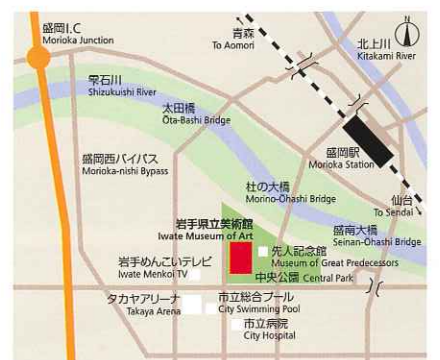 盛岡I.C
Morioka Junction
青森
To Aomori
N
北上川
Kitakami River
雫石川
Shizukuishi River
太田橋
Ōta-Bashi Bridge
盛岡西バイパス
Morioka-nishi Bypass
盛岡駅
Morioka Station
杜の大橋
Morino-Ōhashi Bridge
仙台
To Sendai
盛南大橋
Seinan-Ōhashi Bridge
岩手県立美術館
Iwate Museum of Art
先人記念館
Museum of Great Predecessors
岩手めんこいテレビ
Iwate Menkoi TV
中央公園 Central Park
タカヤアリーナ
Takaya Arena
市立総合プール
City Swimming Pool
市立病院
City Hospital